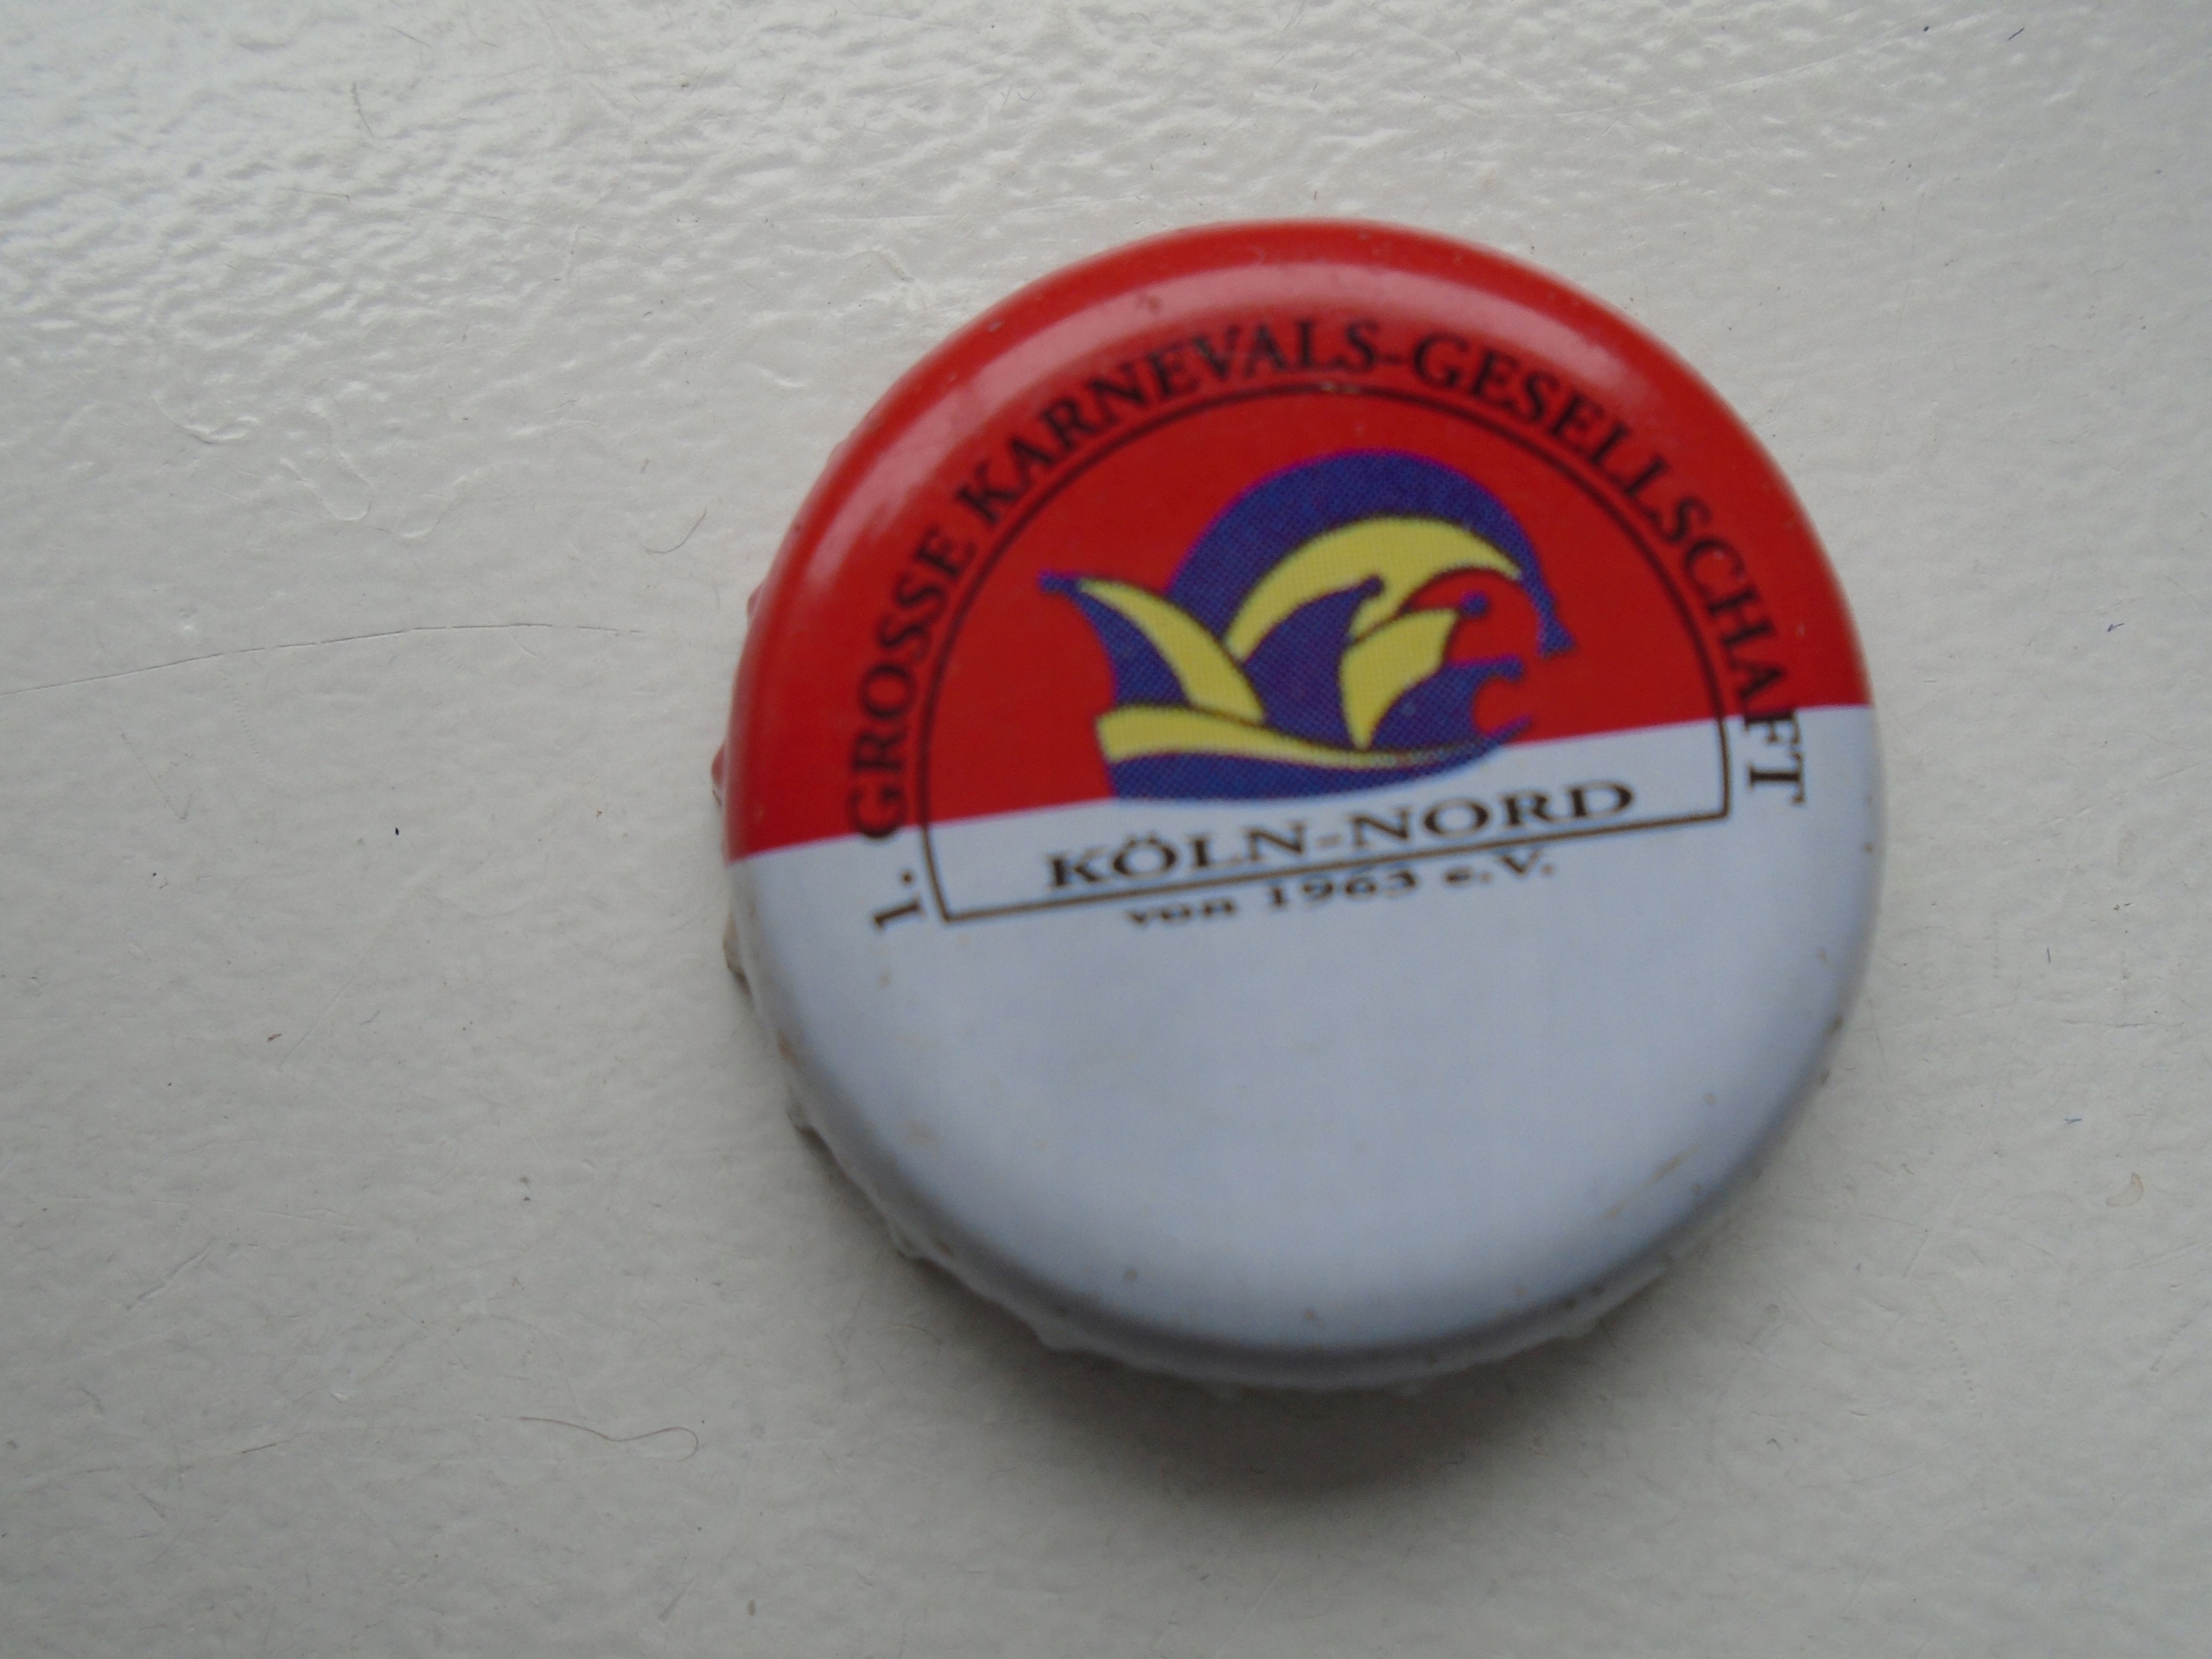 1. GROSSE KARNEVALS-GESELLSCHAFT
KÖLN-NORD
von 1963 e.V.